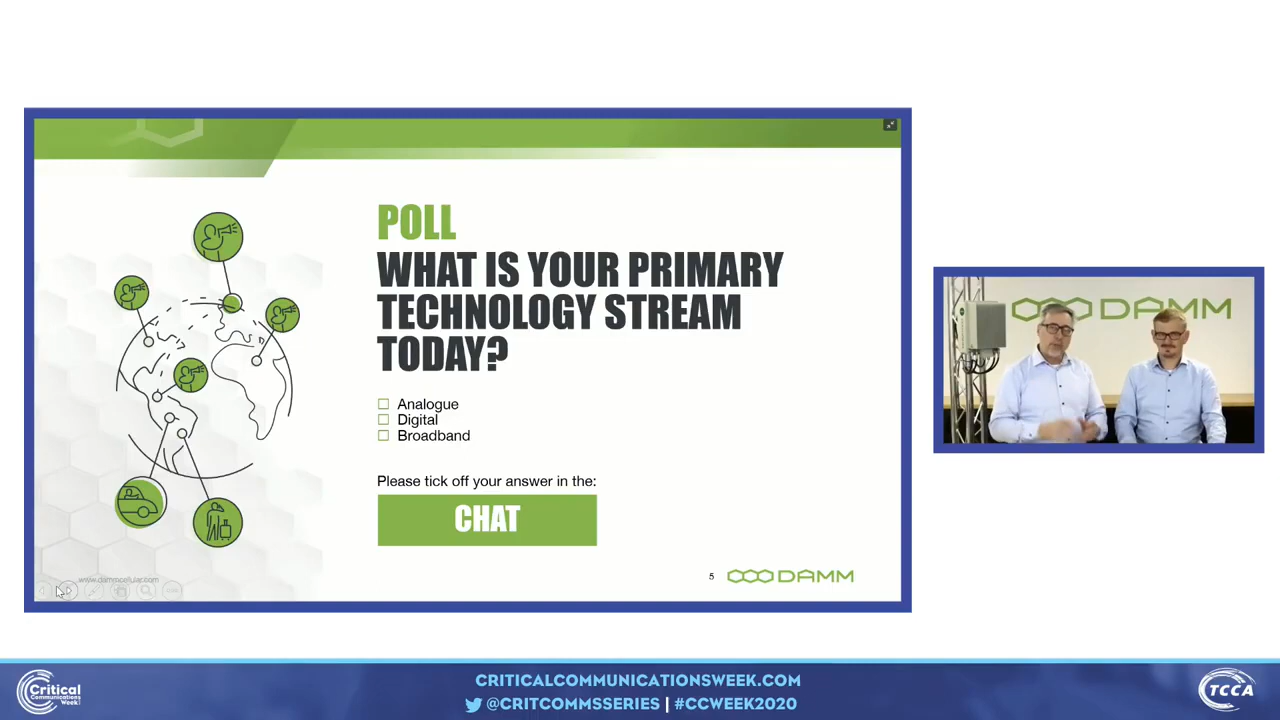 POLL
WHAT IS YOUR PRIMARY
TECHNOLOGY STREAM
TODAY?
Analogue
Digital
Broadband
Please tick off your answer in the:
CHAT
www.dammcellular.com
5 DAMM
DAMM
Critical
Communications
Week
CRITICALCOMMUNICATIONSWEEK.COM
@CRITCOMMSSERIES | #CCWEEK2020
TCCA